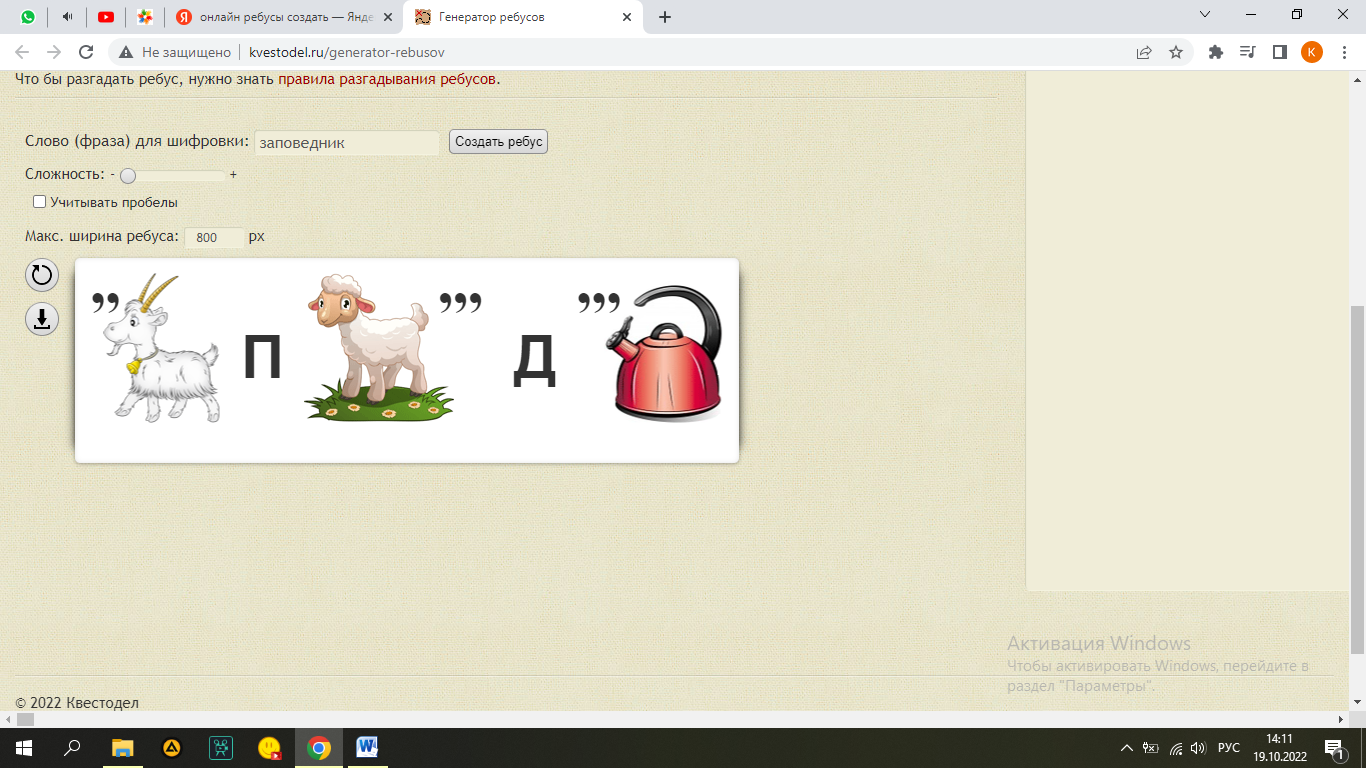 онлайн ребусы создать — Янде
Генератор ребусов
Не защищено
kvestodel.ru/generator-rebusov
К
Что бы разгадать ребус, нужно знать правила разгадывания ребусов.
Слово (фраза) для шифровки: заповедник Создать ребус
Сложность: - +
Учитывать пробелы
Макс. ширина ребуса: 800 px
,, П ,,, Д ,,,
Активация Windows
Чтобы активировать Windows, перейдите в
раздел "Параметры".
© 2022 Квестодел
РУС
14:11
19.10.2022
1